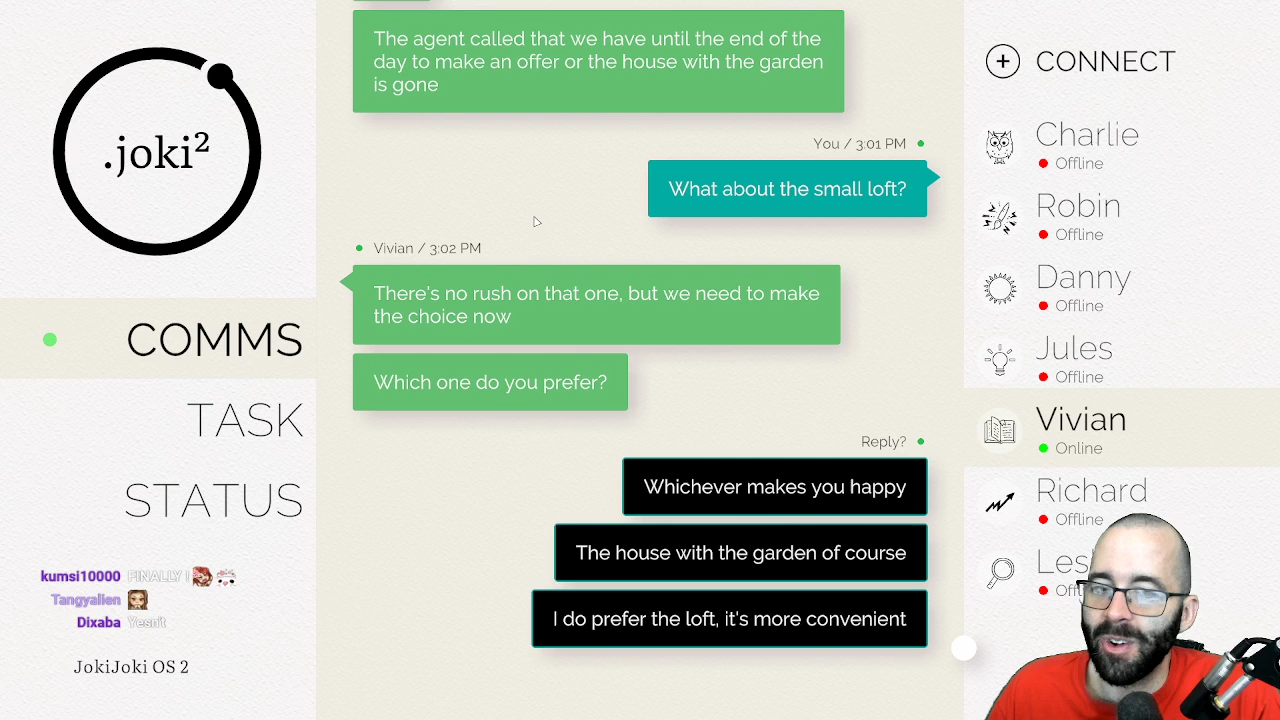 .joki²
COMMS
TASK
STATUS
kumsi10000 FINALLY !
Tangyalien
Dixaba Yesn't
JokiJoki OS 2
The agent called that we have until the end of the
day to make an offer or the house with the garden
is gone
You / 3:01 PM
What about the small loft?
Vivian / 3:02 PM
There's no rush on that one, but we need to make
the choice now
Which one do you prefer?
Reply?
Whichever makes you happy
The house with the garden of course
I do prefer the loft, it's more convenient
+ CONNECT
Charlie
Offline
Robin
Offline
Danny
Offline
Jules
Offline
Vivian
Online
Richard
Offline